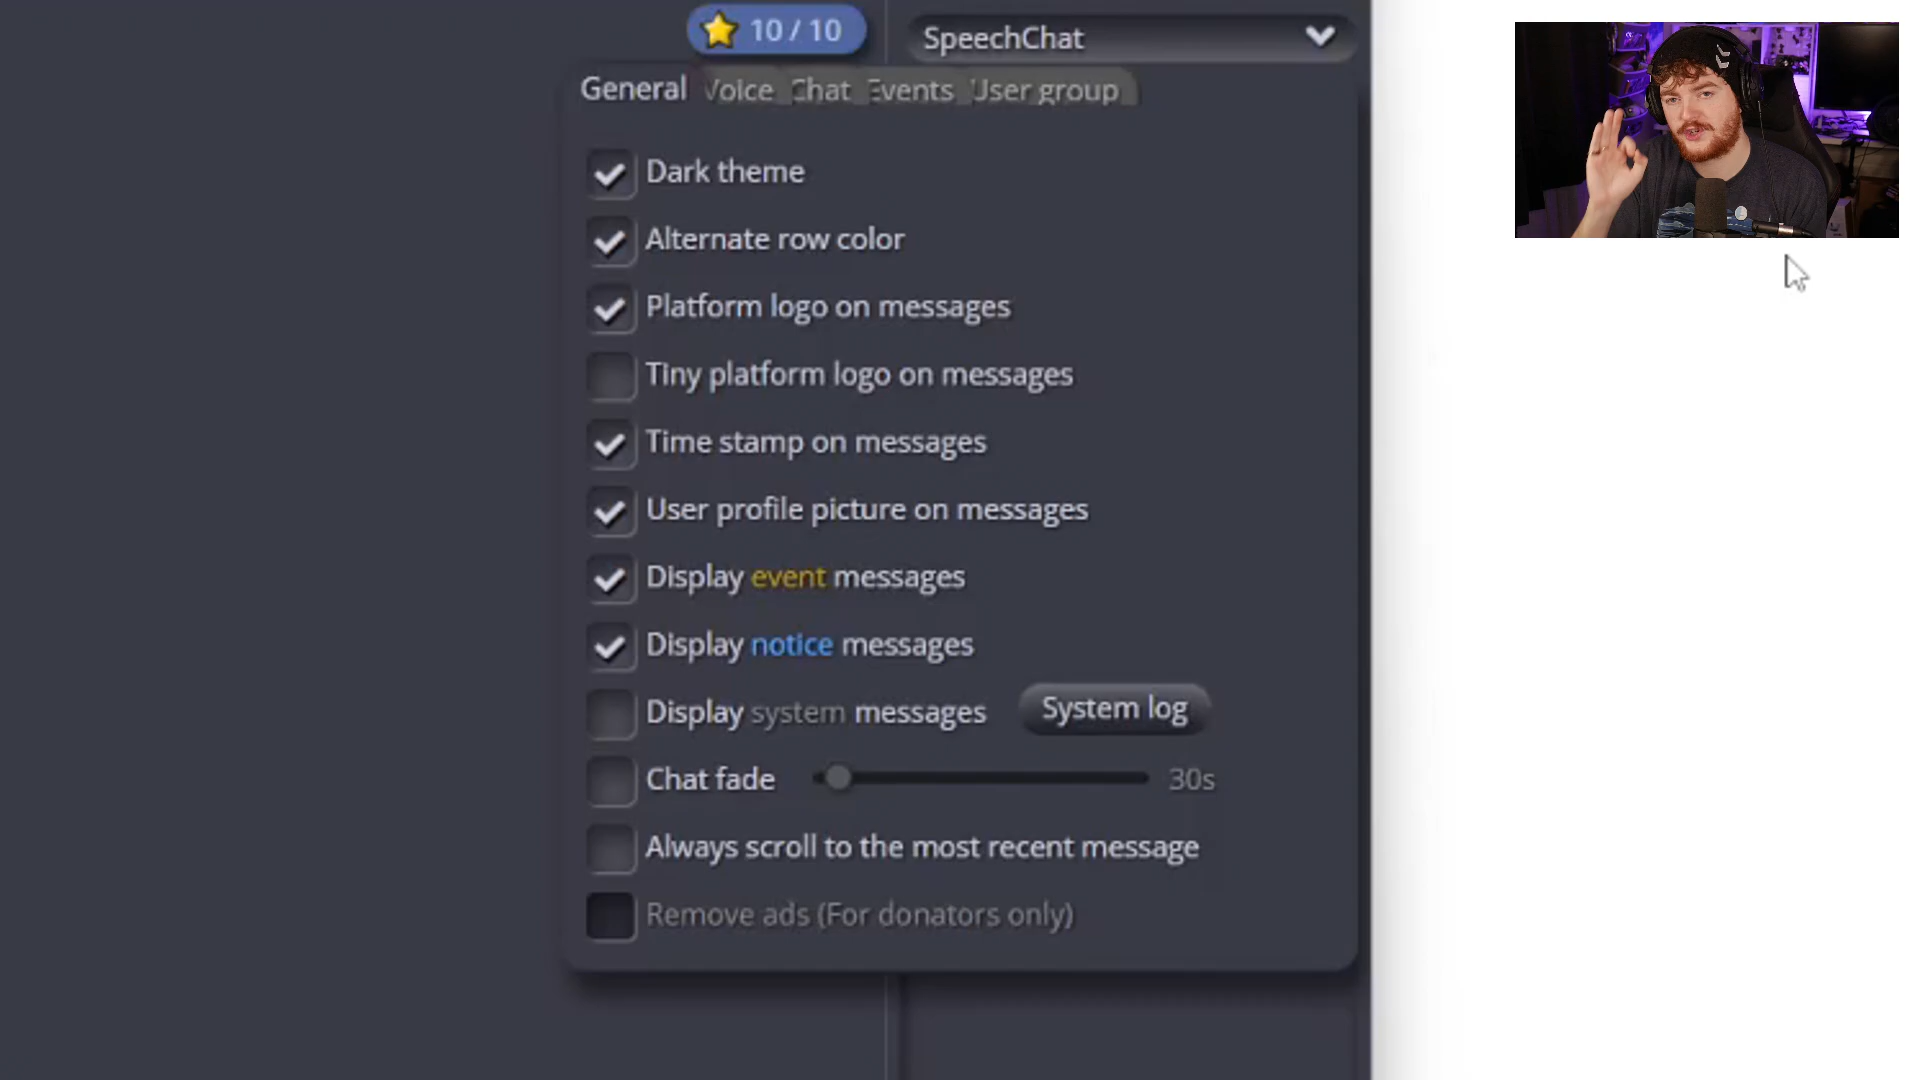 10 / 10
SpeechChat
General Voice Chat Events User group
Dark theme
Alternate row color
Platform logo on messages
Tiny platform logo on messages
Time stamp on messages
User profile picture on messages
Display event messages
Display notice messages
Display system messages System log
Chat fade 30s
Always scroll to the most recent message
Remove ads (For donators only)